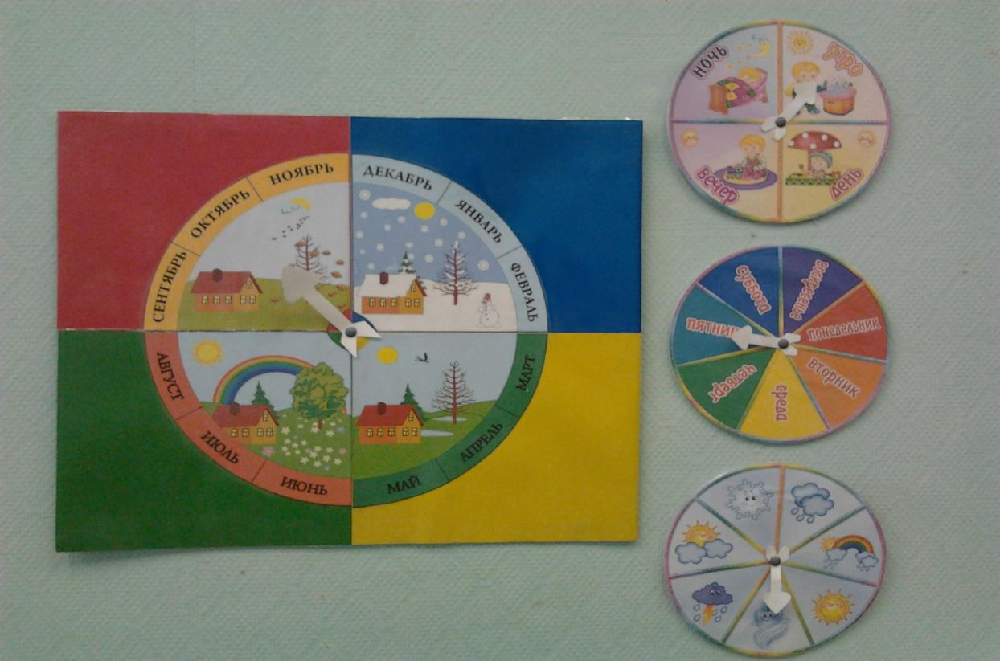 НОЯБРЬ
ДЕКАБРЬ
ЯНВАРЬ
ФЕВРАЛЬ
МАРТ
АПРЕЛЬ
МАЙ
ИЮНЬ
ИЮЛЬ
АВГУСТ
СЕНТЯБРЬ
ОКТЯБРЬ
ночь
утро
день
вечер
суббота
воскресенье
понедельник
вторник
среда
четверг